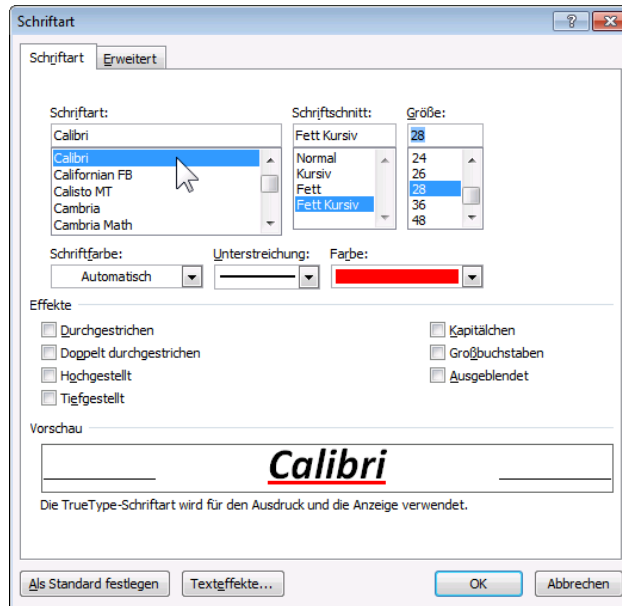 Schriftart
Schriftart Erweitert
Schriftart: Schriftschnitt: Größe:
Calibri Fett Kursiv 28
Calibri Normal 24
Californian FB Kursiv 26
Calisto MT Fett 28
Cambria Fett Kursiv 36
Cambria Math 48
Schriftfarbe: Unterstreichung: Farbe:
Automatisch
Effekte
Durchgestrichen Kapitälchen
Doppelt durchgestrichen Großbuchstaben
Hochgestellt Ausgeblendet
Tiefgestellt
Vorschau
Calibri
Die TrueType-Schriftart wird für den Ausdruck und die Anzeige verwendet.
Als Standard festlegen Texteffekte... OK Abbrechen